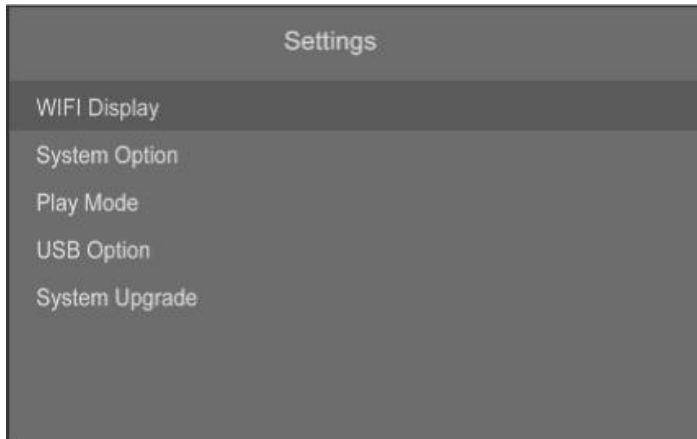 Settings
WIFI Display
System Option
Play Mode
USB Option
System Upgrade